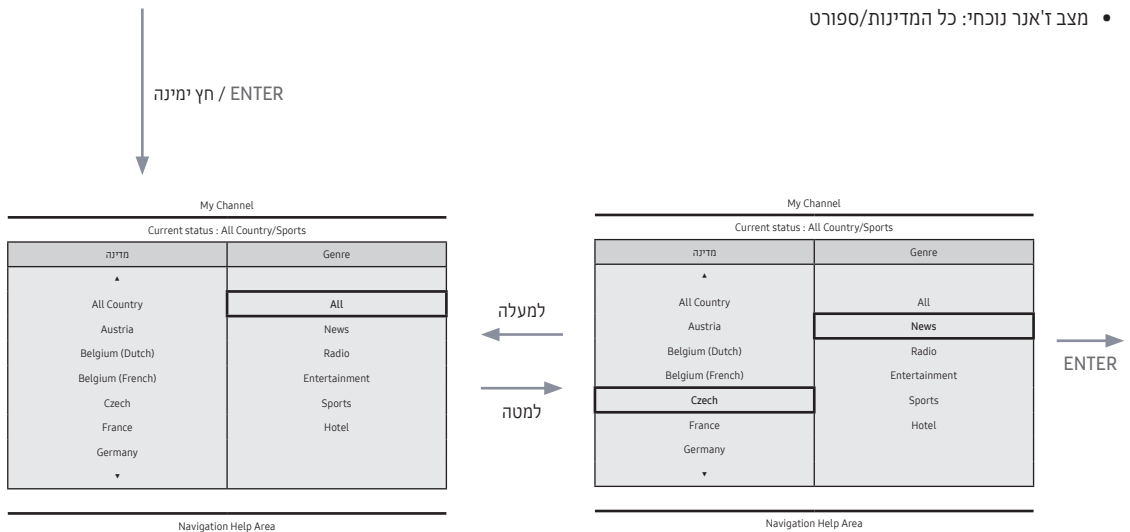 • מצב ז'אנר נוכחי: כל המדינות/ספורט
ENTER / חץ ימינה
My Channel
Current status : All Country/Sports
מדינה Genre
▲
All Country All
Austria News
Belgium (Dutch) Radio
Belgium (French) Entertainment
Czech Sports
France Hotel
Germany
▼
Navigation Help Area
למעלה
למטה
My Channel
Current status : All Country/Sports
מדינה Genre
▲
All Country All
Austria News
Belgium (Dutch) Radio
Belgium (French) Entertainment
Czech Sports
France Hotel
Germany
▼
Navigation Help Area
ENTER